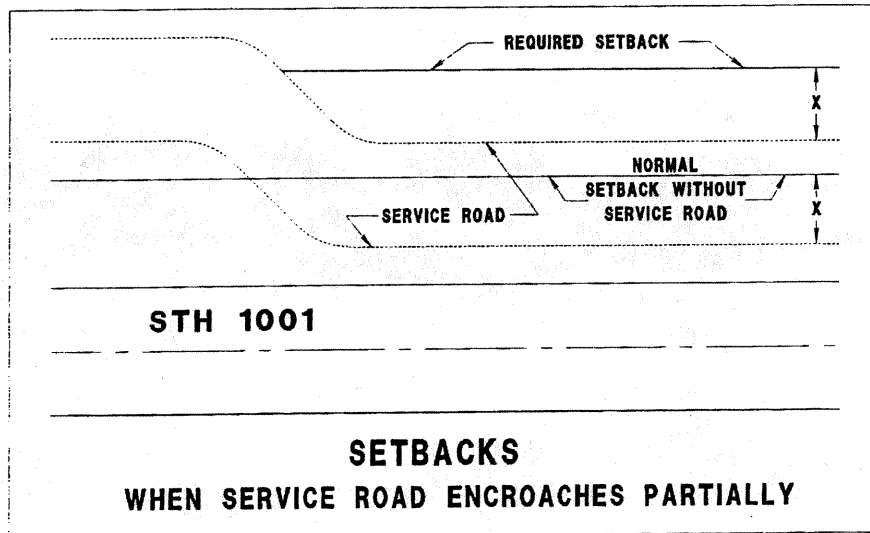 REQUIRED SETBACK
X
NORMAL
SETBACK WITHOUT
SERVICE ROAD
SERVICE ROAD
X
STH 1001
SETBACKS
WHEN SERVICE ROAD ENCROACHES PARTIALLY